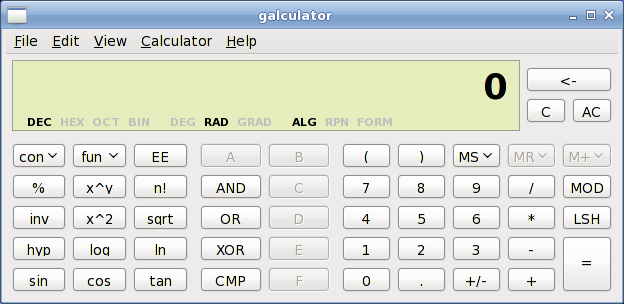 galculator
File Edit View Calculator Help
0
<-
DEC HEX OCT BIN DEG RAD GRAD ALG RPN FORM
C AC
con fun EE A B ( ) MS MR M+
% x^y n! AND C 7 8 9 / MOD
inv x^2 sqrt OR D 4 5 6 * LSH
hyp log ln XOR E 1 2 3 - =
sin cos tan CMP F 0 . +/- +